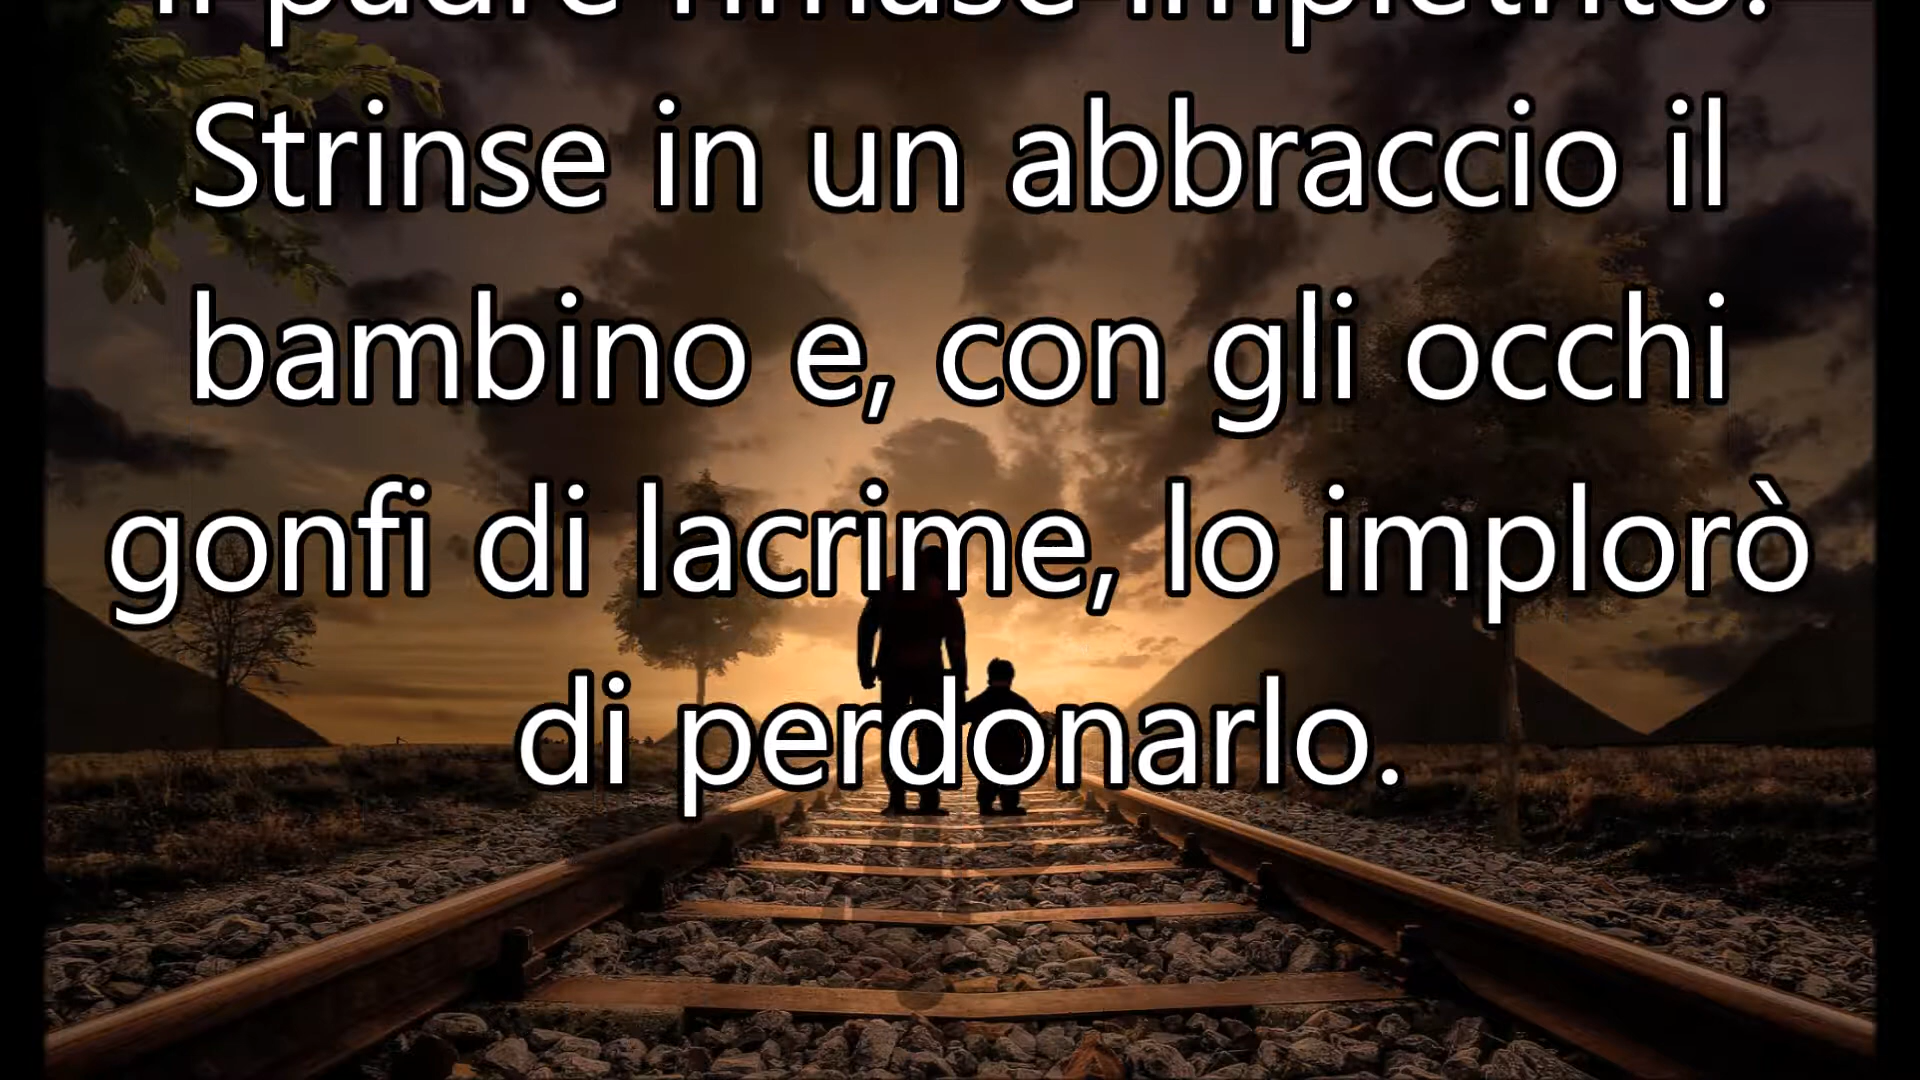 Il padre rimase impietrito.
Strinse in un abbraccio il
bambino e, con gli occhi
gonfi di lacrime, lo implorò
di perdonarlo.